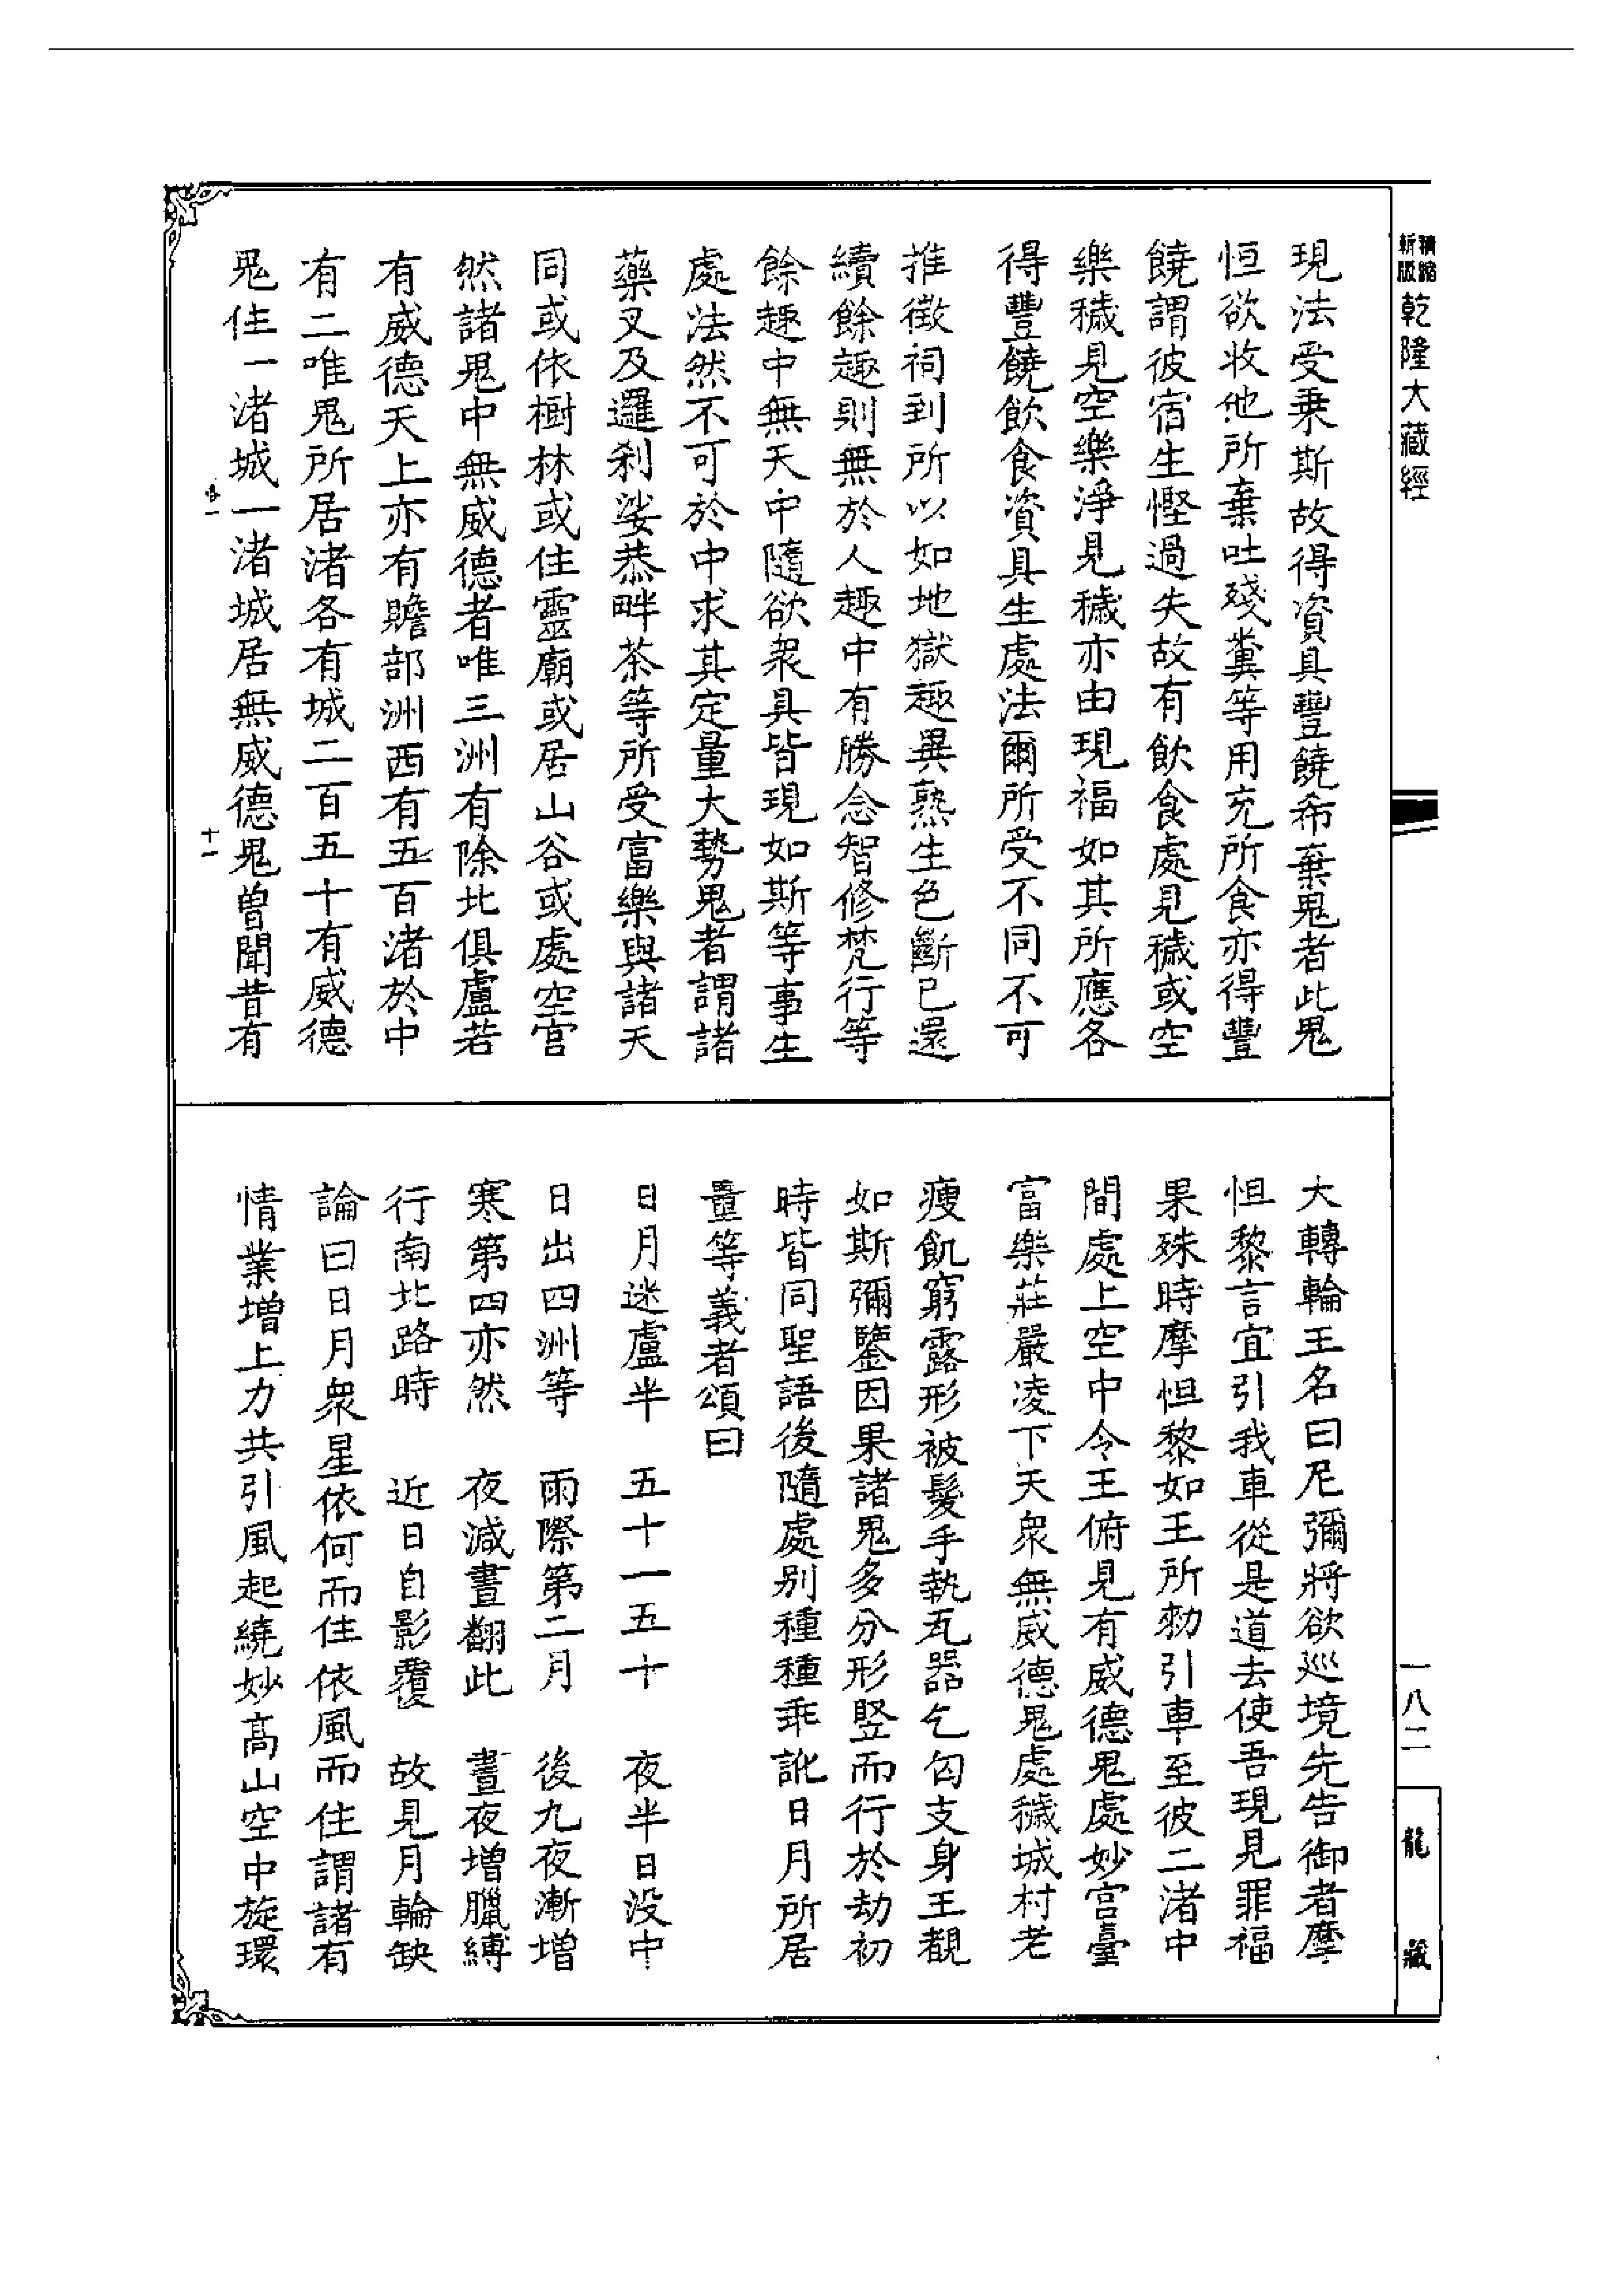 精縮
新版
乾隆大藏經
現法受乗斯故得資具豐饒希棄鬼者此鬼
恒欲收他所棄吐殘糞等用充所食亦得豐
饒謂彼宿生慳過失故有飲食處見穢或空
樂穢見空樂淨見穢亦由現福如其所應各
得豐饒飲食資具生處法爾所受不同不可
推徵祠到所以如地獄趣異熟生色斷已還
續餘趣則無於人趣中有勝念智修梵行等
餘趣中無天中隨欲衆具皆現如斯等事生
處法然不可於中求其定量大勢鬼者謂諸
藥叉及邏刹娑恭畔荼等所受富樂與諸天
同或依樹林或住靈廟或居山谷或處空宮
然諸鬼中無威德者唯三洲有除北俱盧若
有威德天上亦有贍部洲西有五百渚於中
有二唯鬼所居渚各有城二百五十有威德
鬼住一渚城一渚城居無威德鬼曾聞昔有
十一
大轉輪王名曰尼彌將欲巡境先告御者摩
怛黎言宜引我車從是道去使吾現見罪福
果殊時摩怛黎如王所勑引車至彼二渚中
間處上空中令王俯見有威德鬼處妙宮臺
富樂莊嚴凌下天衆無威德鬼處穢城村老
瘦飢窮露形被髮手執瓦器乞匃支身王覩
如斯彌鑒因果諸鬼多分形竪而行於劫初
時皆同聖語後隨處别種種乖訛日月所居
量等義者頌曰
日月迷盧半　五十一五十　夜半日没中
日出四洲等　雨際第二月　後九夜漸增
寒第四亦然　夜減晝翻此　晝夜增臘縛
行南北路時　近日自影覆　故見月輪缺
論曰日月衆星依何而住依風而住謂諸有
情業增上力共引風起繞妙高山空中旋環
一八二
龍藏